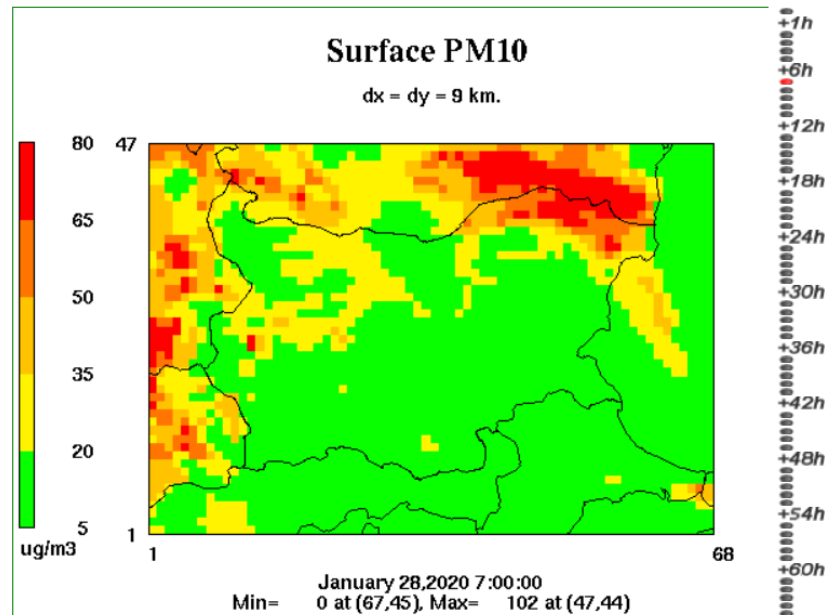 Surface PM10
dx = dy = 9 km.
80
65
50
35
20
5
ug/m3
47
1
1
68
January 28,2020 7:00:00
Min= 0 at (67,45), Max= 102 at (47,44)
+1h
+6h
+12h
+18h
+24h
+30h
+36h
+42h
+48h
+54h
+60h